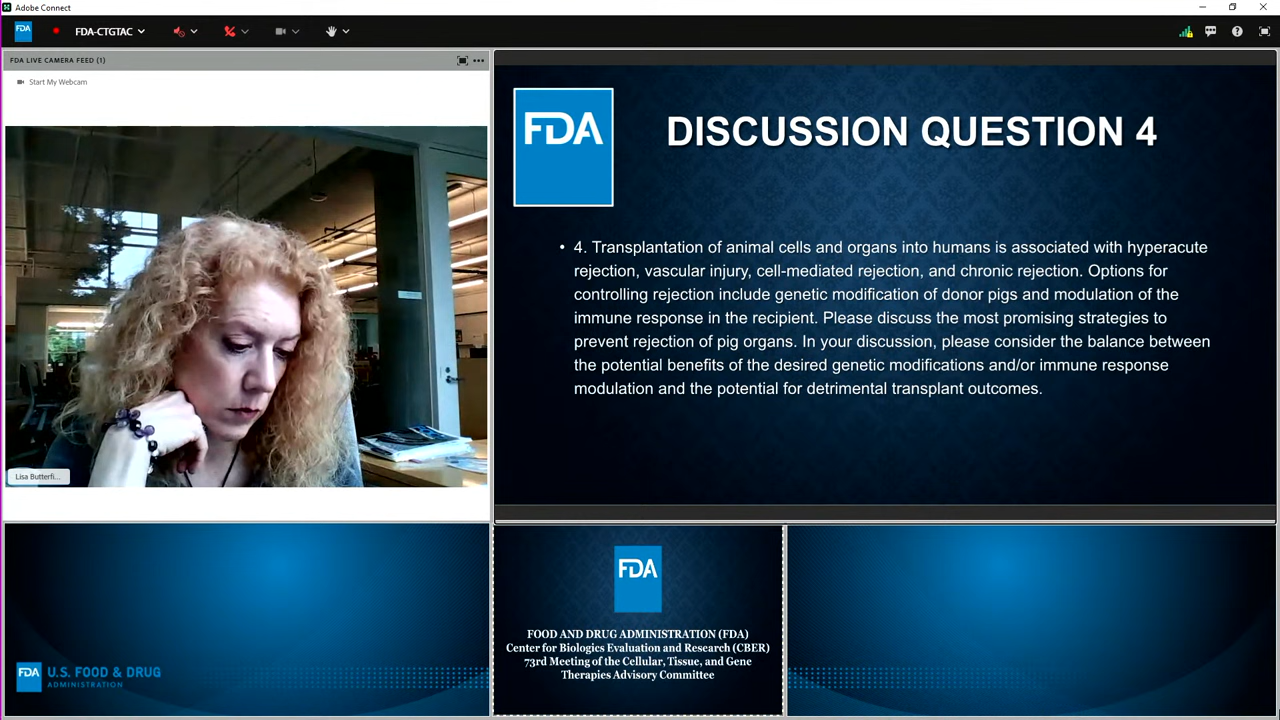 Adobe Connect
FDA
FDA-CTGTAC
FDA LIVE CAMERA FEED (1)
Start My Webcam
Lisa Butterfi...
FDA
DISCUSSION QUESTION 4
• 4. Transplantation of animal cells and organs into humans is associated with hyperacute
rejection, vascular injury, cell-mediated rejection, and chronic rejection. Options for
controlling rejection include genetic modification of donor pigs and modulation of the
immune response in the recipient. Please discuss the most promising strategies to
prevent rejection of pig organs. In your discussion, please consider the balance between
the potential benefits of the desired genetic modifications and/or immune response
modulation and the potential for detrimental transplant outcomes.
FDA U.S. FOOD & DRUG
ADMINISTRATION
FDA
FOOD AND DRUG ADMINISTRATION (FDA)
Center for Biologics Evaluation and Research (CBER)
73rd Meeting of the Cellular, Tissue, and Gene
Therapies Advisory Committee